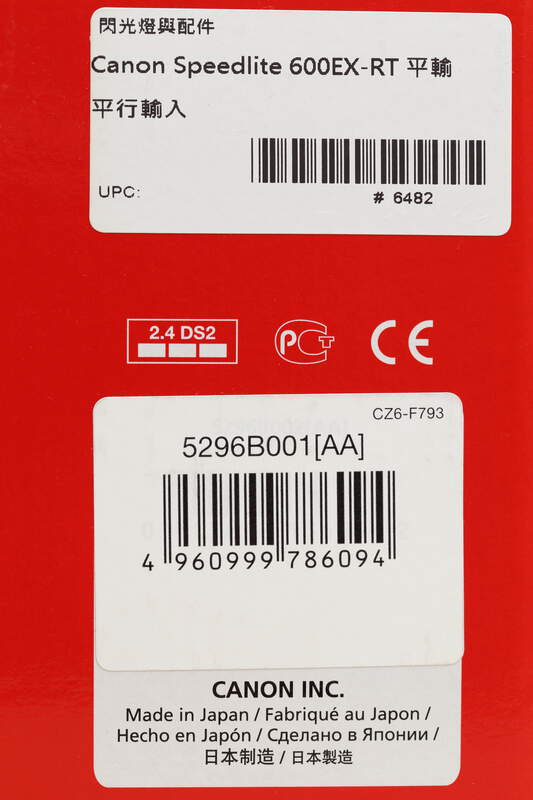 閃光燈與配件
Canon Speedlite 600EX-RT 平輸
平行輸入
UPC:
# 6482
2.4 DS2
PCT
CE
CZ6-F793
5296B001[AA]
4 960999 786094
CANON INC.
Made in Japan / Fabriqué au Japon /
Hecho en Japón / Сделано в Японии /
日本制造 / 日本製造